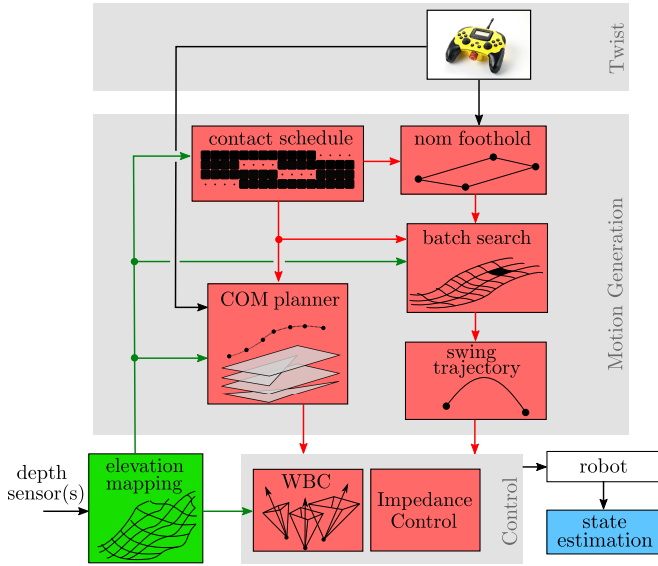 Twist
contact schedule
nom foothold
batch search
COM planner
swing
trajectory
Motion Generation
depth
sensor(s)
elevation
mapping
WBC
Impedance
Control
Control
robot
state
estimation